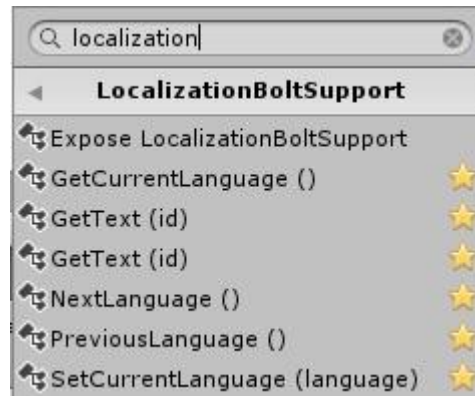 localization
LocalizationBoltSupport
Expose LocalizationBoltSupport
GetCurrentLanguage ()
GetText (id)
GetText (id)
NextLanguage ()
PreviousLanguage ()
SetCurrentLanguage (language)